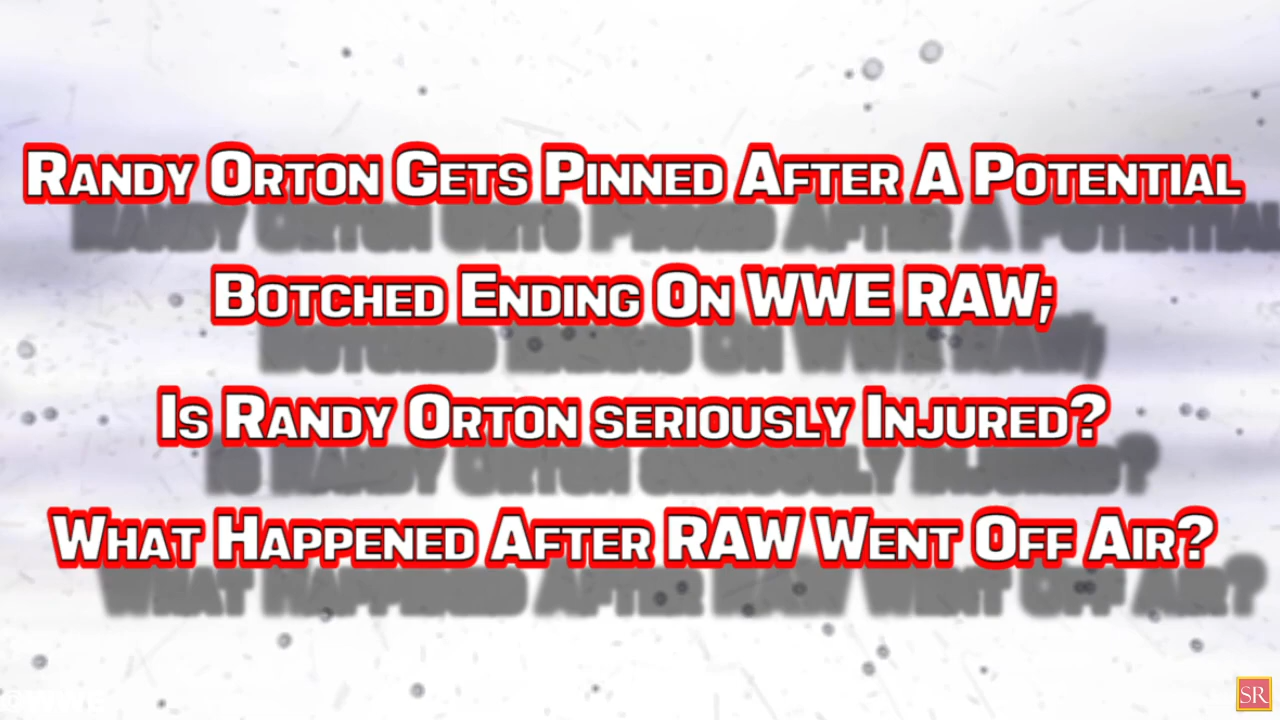 Randy Orton Gets Pinned After A Potential
Botched Ending On WWE RAW;
Is Randy Orton seriously Injured?
What Happened After RAW Went Off Air?
SR